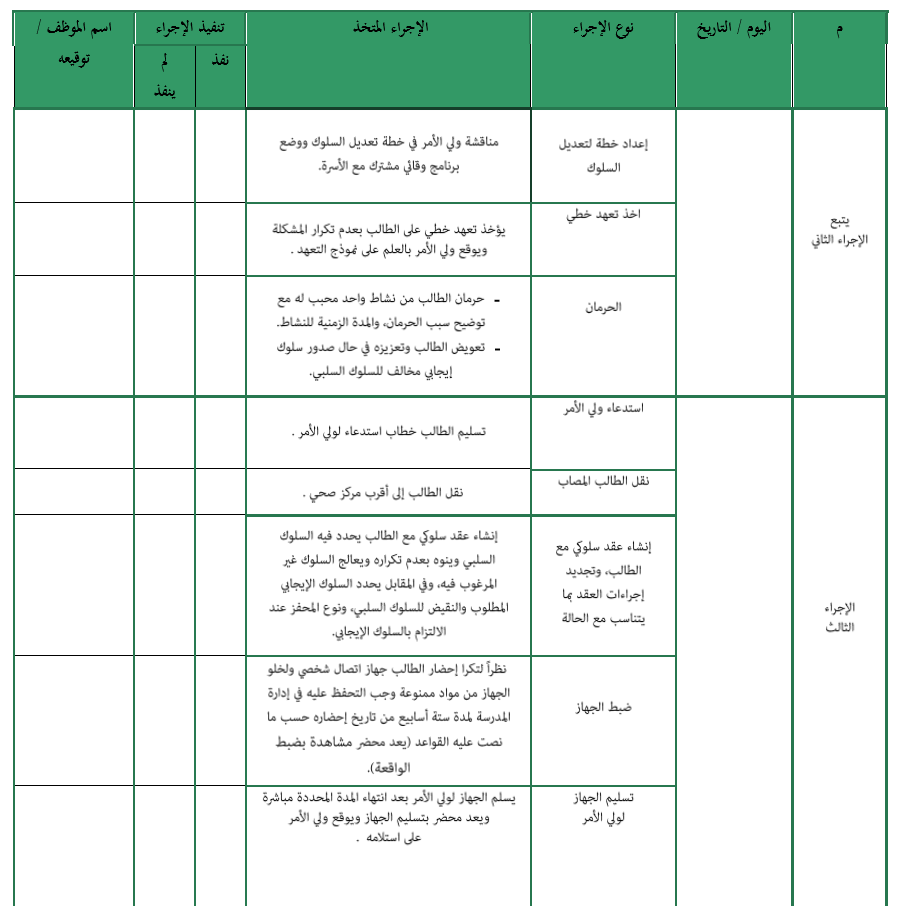 م
اليوم / التاريخ
نوع الإجراء
الإجراء المتخذ
تنفيذ الإجراء
اسم الموظف /
توقيعه
نفذ
لم
ينفذ
يتبع
الإجراء الثاني
إعداد خطة لتعديل
السلوك
مناقشة ولي الأمر في خطة تعديل السلوك ووضع
برنامج وقائي مشترك مع الأسرة.
اخذ تعهد خطي
يؤخذ تعهد خطي على الطالب بعدم تكرار المشكلة
ويوقع ولي الأمر بالعلم على نموذج التعهد .
الحرمان
- حرمان الطالب من نشاط واحد محبب له مع
توضيح سبب الحرمان، والمدة الزمنية للنشاط.
- تعويض الطالب وتعزيزه في حال صدور سلوك
إيجابي مخالف للسلوك السلبي.
الإجراء
الثالث
استدعاء ولي الأمر
تسليم الطالب خطاب استدعاء لولي الأمر .
نقل الطالب المصاب
نقل الطالب إلى أقرب مركز صحي .
إنشاء عقد سلوكي مع
الطالب، وتجديد
إجراءات العقد بما
يتناسب مع الحالة
إنشاء عقد سلوكي مع الطالب يحدد فيه السلوك
السلبي وينوه بعدم تكراره ويعالج السلوك غير
المرغوب فيه، وفي المقابل يحدد السلوك الإيجابي
المطلوب والنقيض للسلوك السلبي، ونوع المحفز عند
الالتزام بالسلوك الإيجابي.
ضبط الجهاز
نظراً لتكرا إحضار الطالب جهاز اتصال شخصي ولخلو
الجهاز من مواد ممنوعة وجب التحفظ عليه في إدارة
المدرسة لمدة ستة أسابيع من تاريخ إحضاره حسب ما
نصت عليه القواعد (يعد محضر مشاهدة بضبط
الواقعة).
تسليم الجهاز
لولي الأمر
يسلم الجهاز لولي الأمر بعد انتهاء المدة المحددة مباشرة
ويعد محضر بتسليم الجهاز ويوقع ولي الأمر
على استلامه .